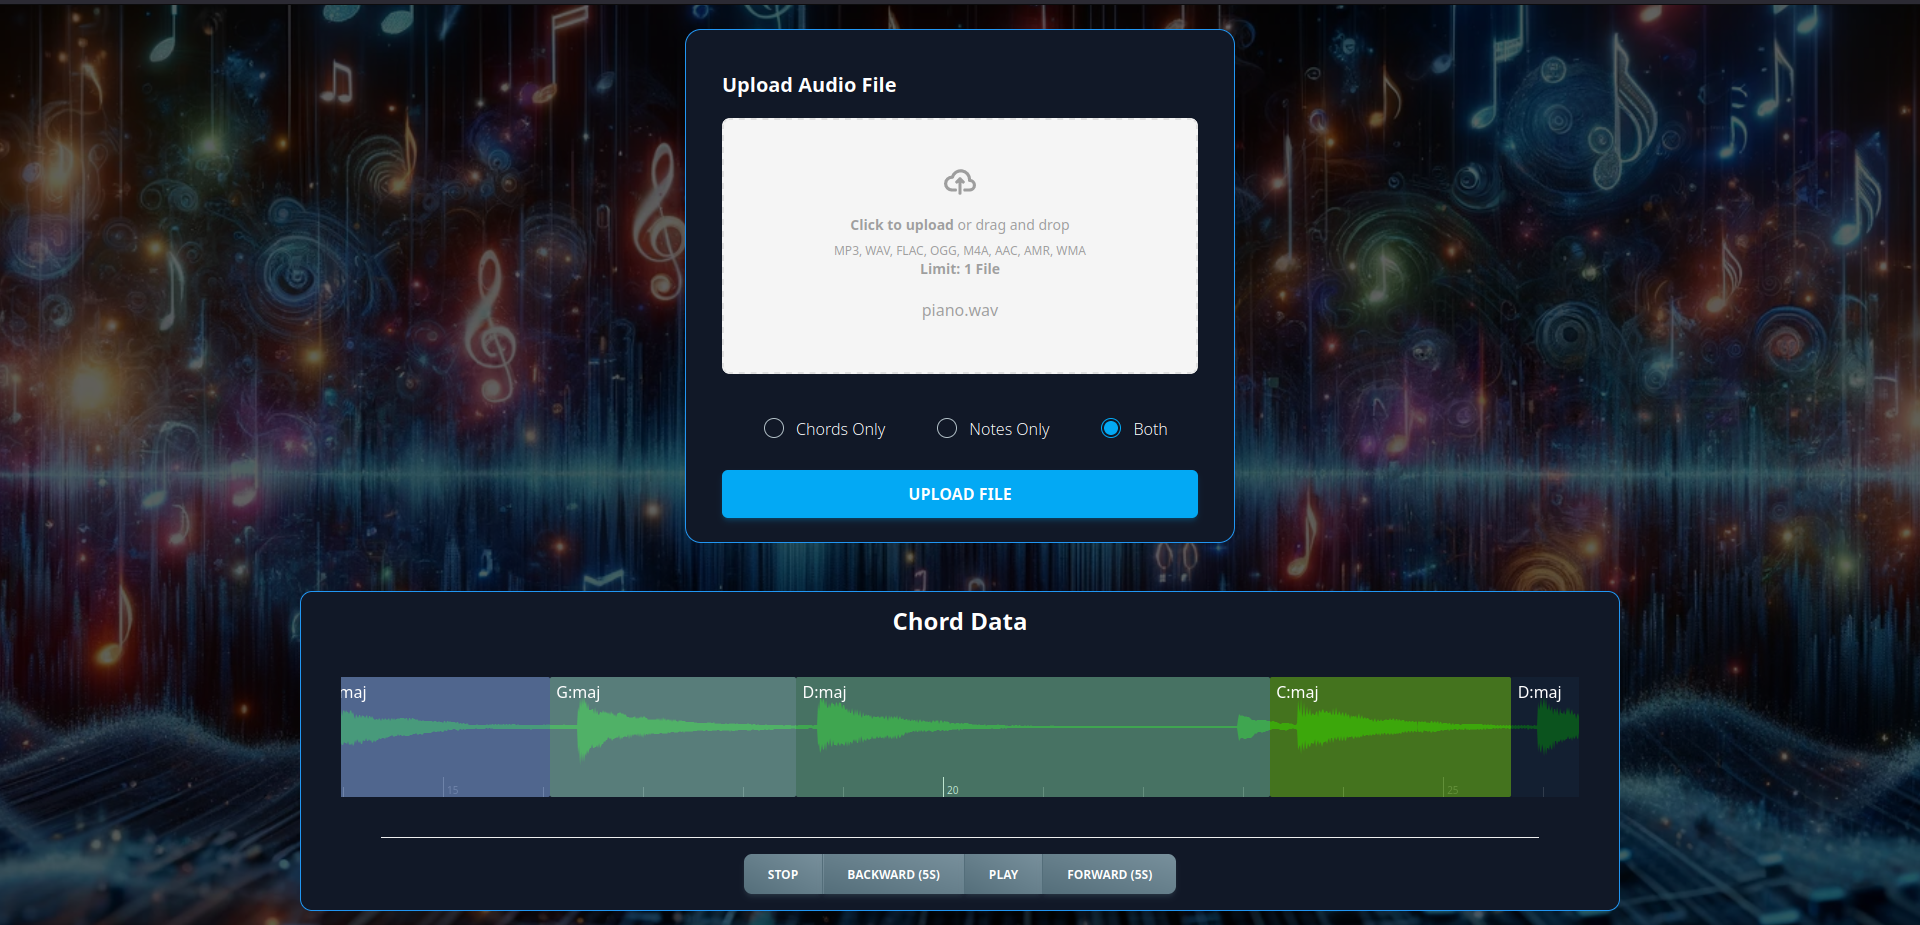 Upload Audio File
Click to upload or drag and drop
MP3, WAV, FLAC, OGG, M4A, AAC, AMR, WMA
Limit: 1 File
piano.wav
Chords Only Notes Only Both
UPLOAD FILE
Chord Data
maj G:maj D:maj C:maj D:maj
15 20 25
STOP BACKWARD (5S) PLAY FORWARD (5S)